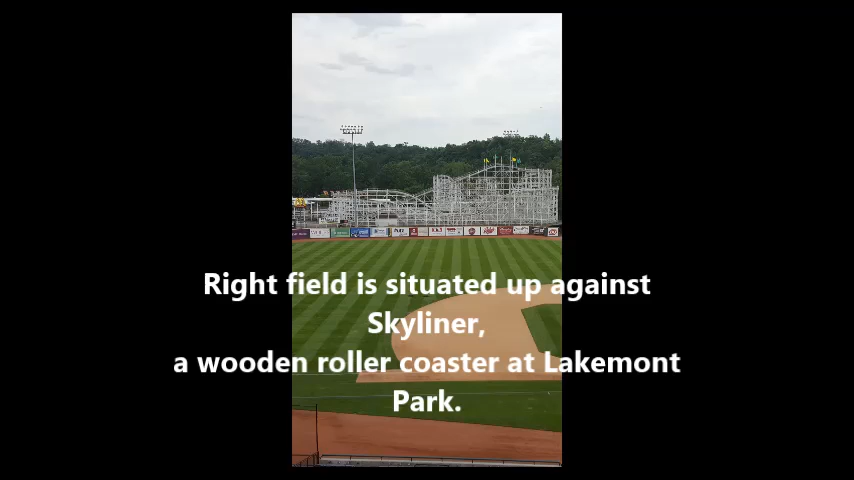 Right field is situated up against
Skyliner,
a wooden roller coaster at Lakemont
Park.